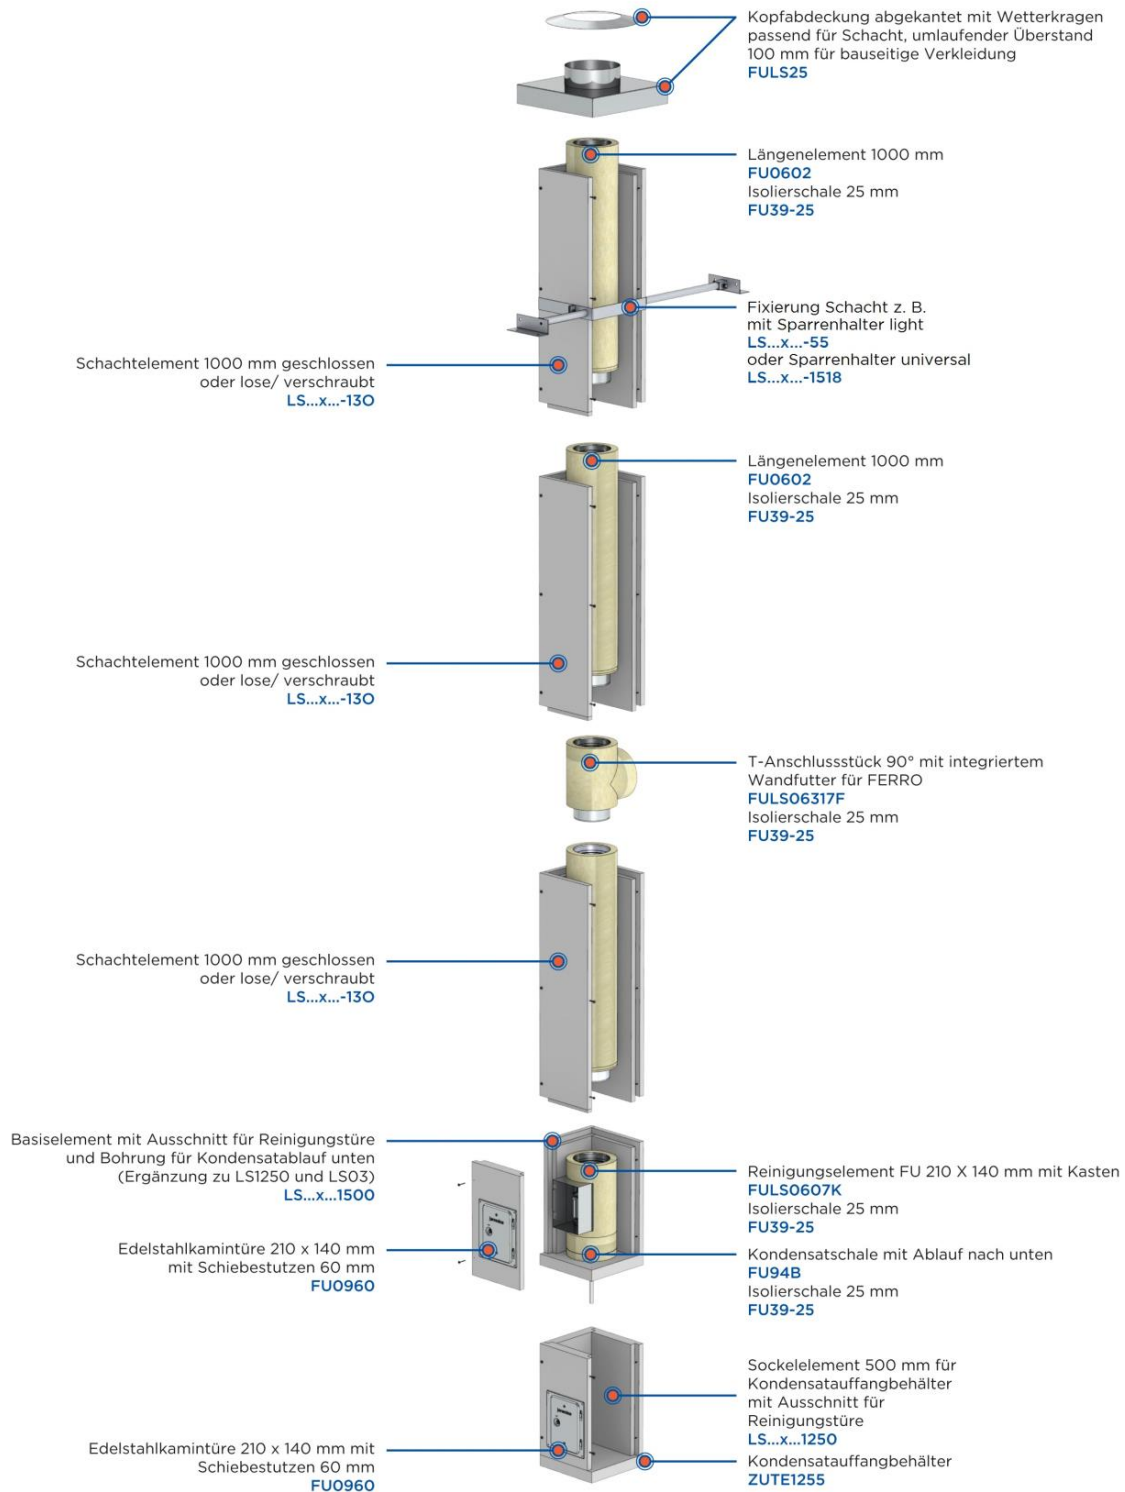 Kopfabdeckung abgekantet mit Wetterkragen
passend für Schacht, umlaufender Überstand
100 mm für bauseitige Verkleidung
FULS25
Längenelement 1000 mm
FU0602
Isolierschale 25 mm
FU39-25
Fixierung Schacht z. B.
mit Sparrenhalter light
LS...x...-55
oder Sparrenhalter universal
LS...x...-1518
Schachtelement 1000 mm geschlossen
oder lose/ verschraubt
LS...x...-13O
Längenelement 1000 mm
FU0602
Isolierschale 25 mm
FU39-25
Schachtelement 1000 mm geschlossen
oder lose/ verschraubt
LS...x...-13O
T-Anschlussstück 90° mit integriertem
Wandfutter für FERRO
FULS06317F
Isolierschale 25 mm
FU39-25
Schachtelement 1000 mm geschlossen
oder lose/ verschraubt
LS...x...-13O
Basiselement mit Ausschnitt für Reinigungstüre
und Bohrung für Kondensatablauf unten
(Ergänzung zu LS1250 und LS03)
LS...x...1500
Reinigungselement FU 210 X 140 mm mit Kasten
FULS0607K
Isolierschale 25 mm
FU39-25
Edelstahlkamintüre 210 x 140 mm
mit Schiebestutzen 60 mm
FU0960
Kondensatschale mit Ablauf nach unten
FU94B
Isolierschale 25 mm
FU39-25
Sockelelement 500 mm für
Kondensatauffangbehälter
mit Ausschnitt für
Reinigungstüre
LS...x...1250
Edelstahlkamintüre 210 x 140 mm mit
Schiebestutzen 60 mm
FU0960
Kondensatauffangbehälter
ZUTE1255